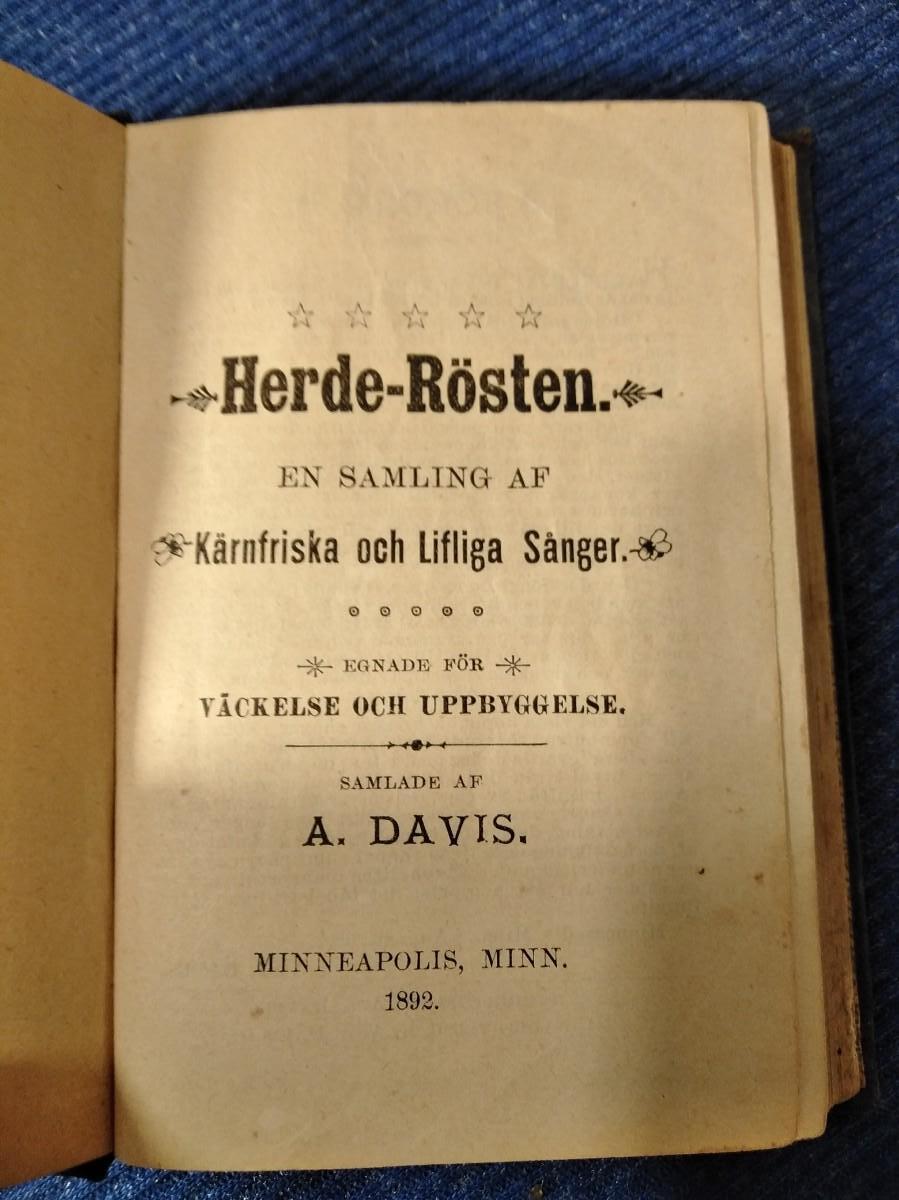 Herde-Rösten.
EN SAMLING AF
Kärnfriska och Lifliga Sånger.
EGNADE FÖR
VÄCKELSE OCH UPPBYGGELSE.
SAMLADE AF
A. DAVIS.
MINNEAPOLIS, MINN.
1892.